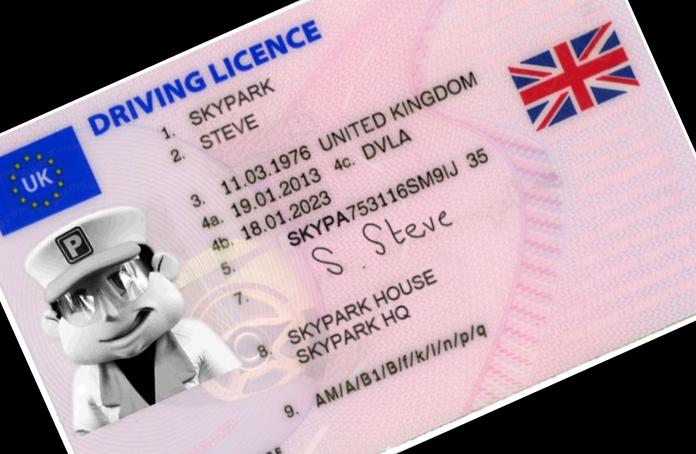 DRIVING LICENCE
UK
1. SKYPARK
2. STEVE
3. 11.03.1976 UNITED KINGDOM
4a. 19.01.2013 4c. DVLA
4b. 18.01.2023
5. SKYPA753116SM9IJ 35
7. S. Steve
8. SKYPARK HOUSE
SKYPARK HQ
9. AM/A/B1/B/f/k/l/n/p/q
P